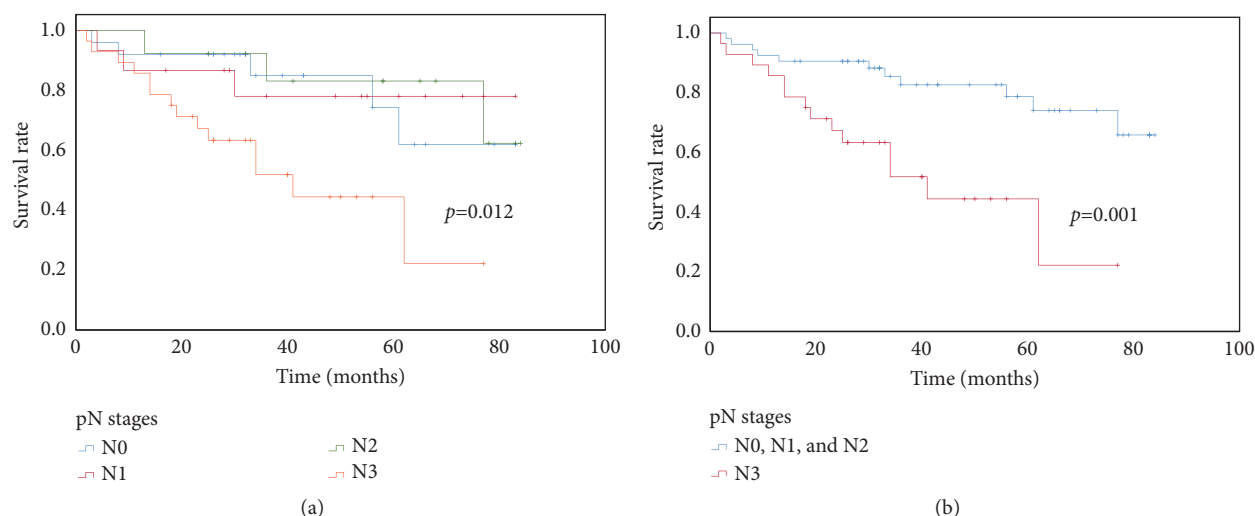 1.0
0.8
0.6
0.4
0.2
0.0
Survival rate
p=0.012
0 20 40 60 80 100
Time (months)
pN stages
N0 N2
N1 N3
(a)
1.0
0.8
0.6
0.4
0.2
0.0
Survival rate
p=0.001
0 20 40 60 80 100
Time (months)
pN stages
N0, N1, and N2
N3
(b)